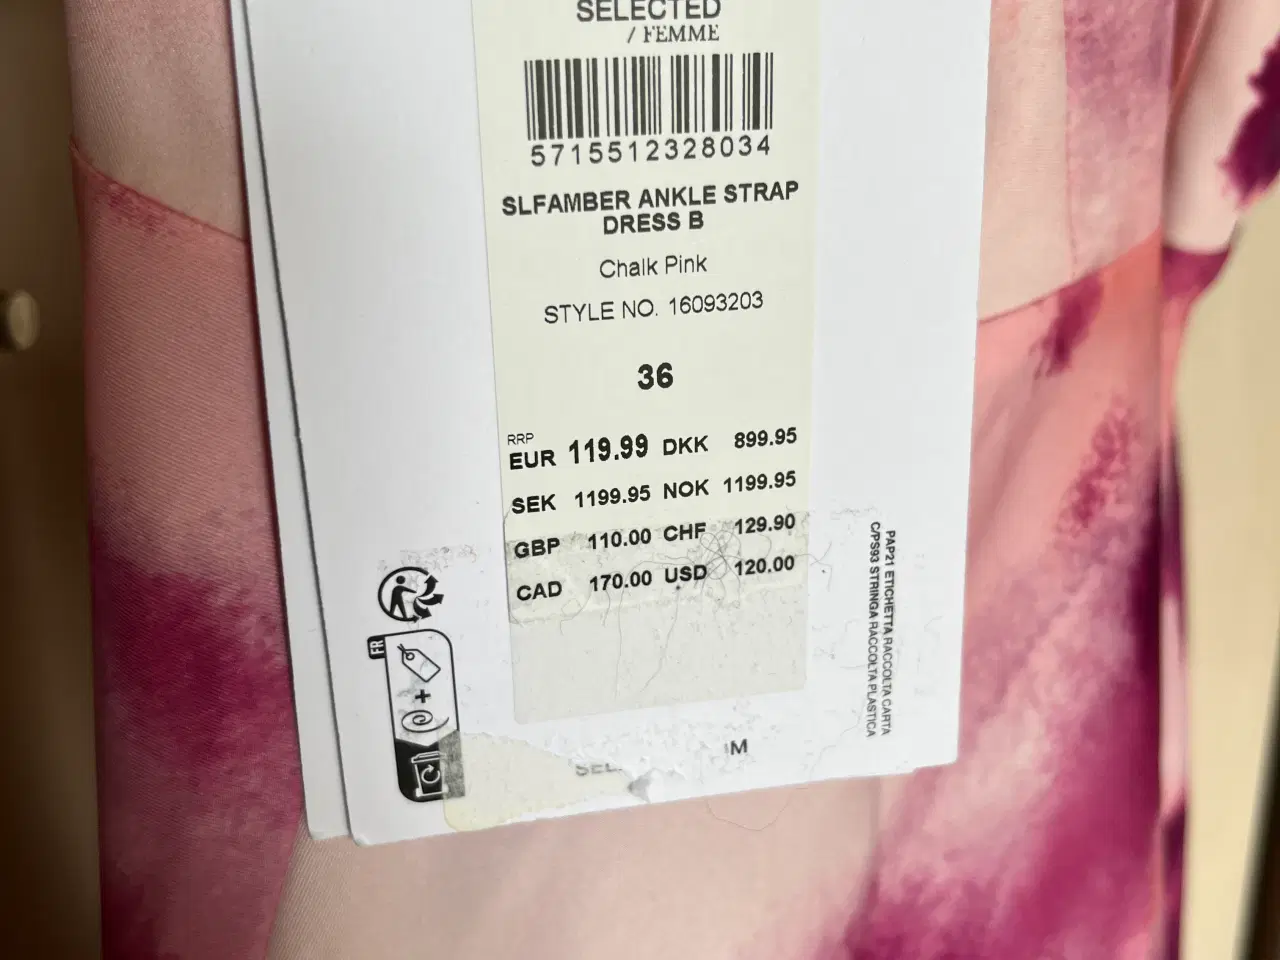 SELECTED
/ FEMME
5715512328034
SLFAMBER ANKLE STRAP
DRESS B
Chalk Pink
STYLE NO. 16093203
36
RRP
EUR 119.99 DKK 899.95
SEK 1199.95 NOK 1199.95
GBP 110.00 CHF 129.90
CAD 170.00 USD 120.00
PAP21 ETICHETTA RACCOLTA CARTA
C/PS93 STRINGA RACCOLTA PLASTICA
FR
+